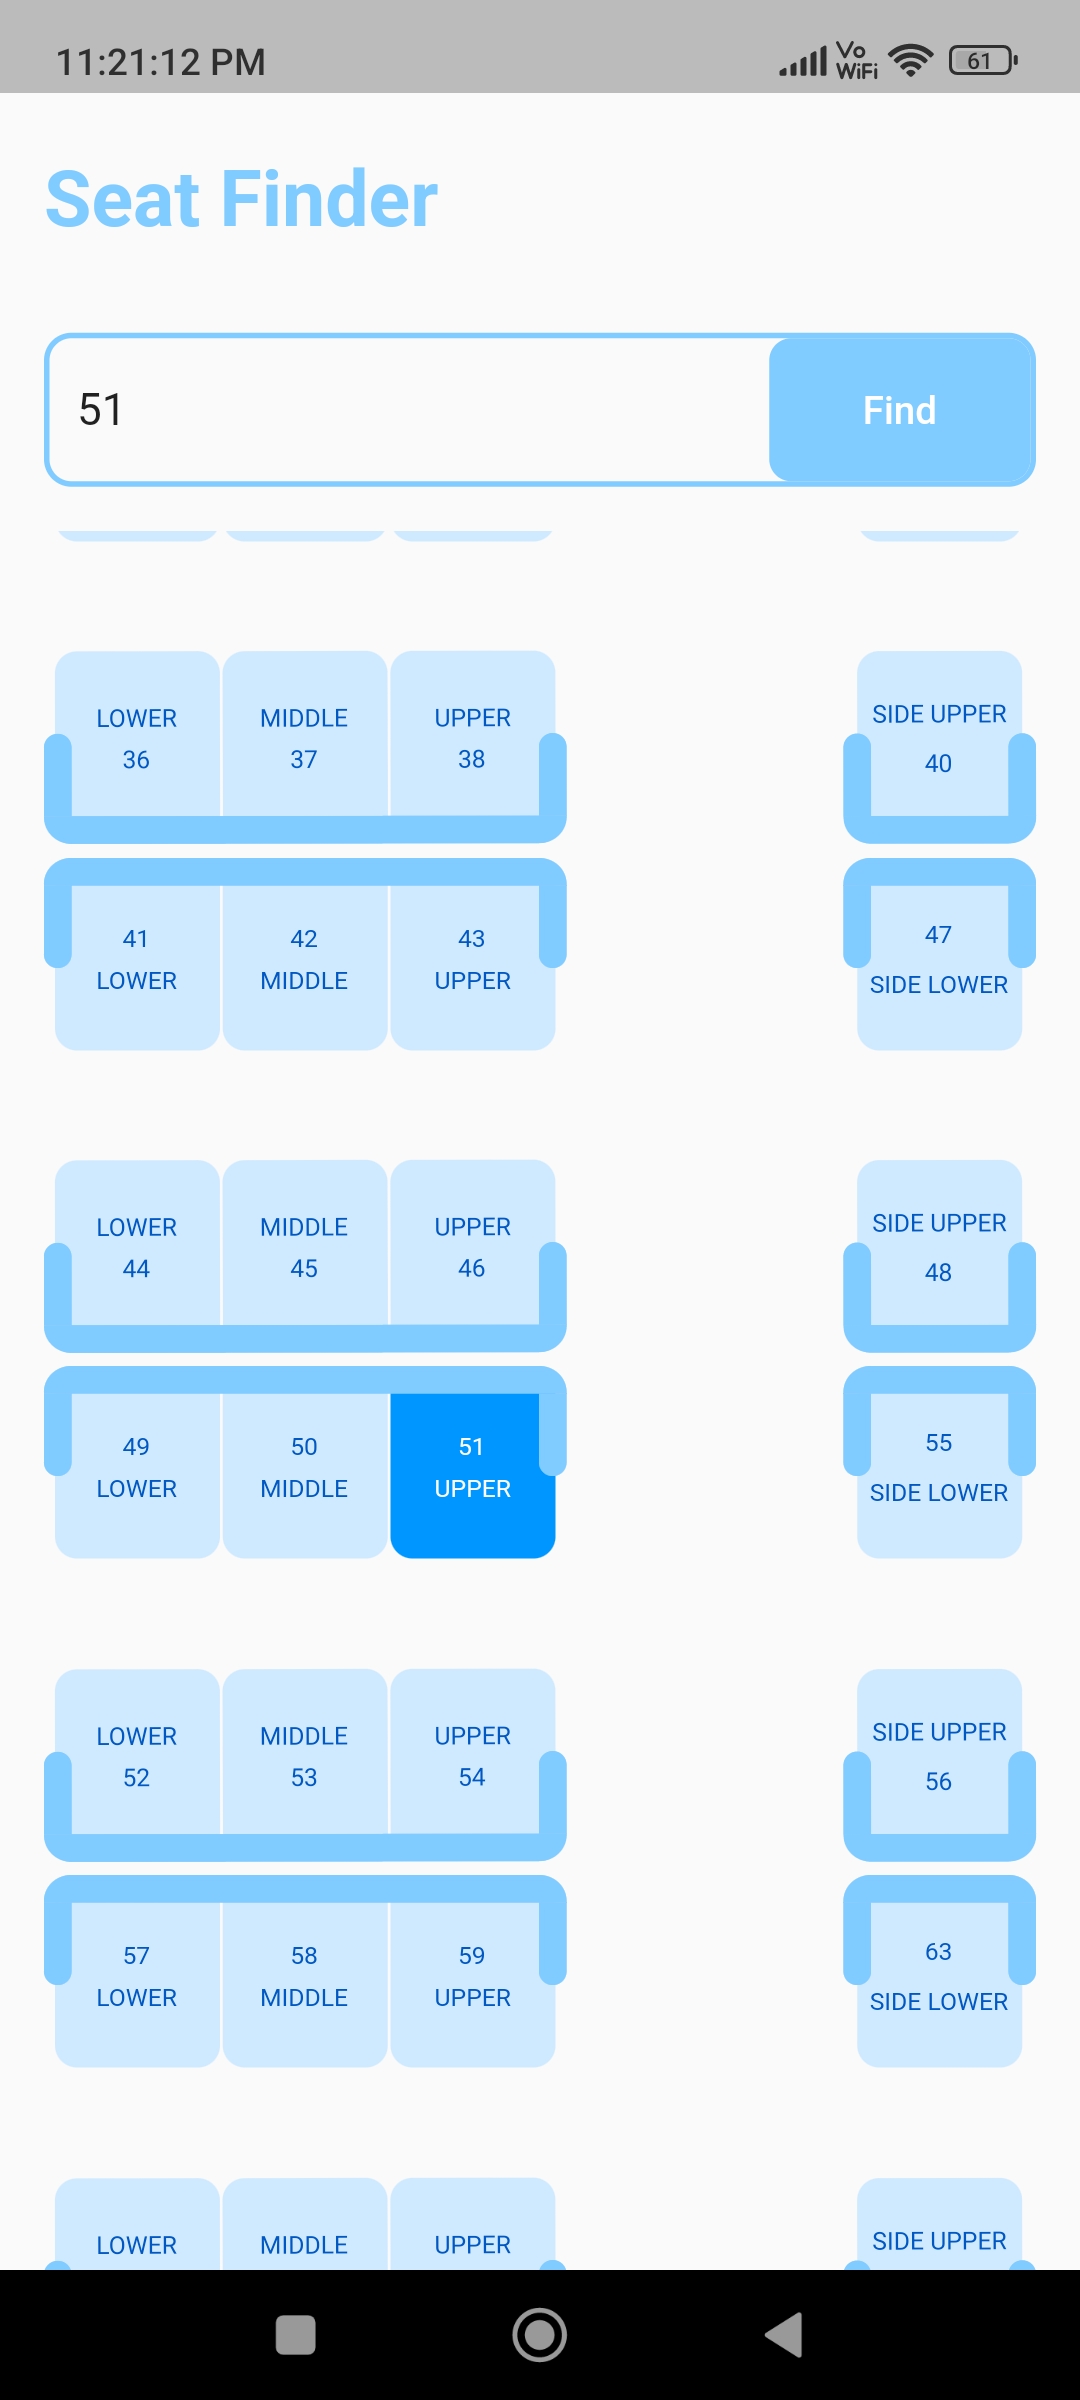 11:21:12 PM Vo WiFi 61
Seat Finder
51 Find
LOWER MIDDLE UPPER SIDE UPPER
36 37 38 40
41 42 43 47
LOWER MIDDLE UPPER SIDE LOWER
LOWER MIDDLE UPPER SIDE UPPER
44 45 46 48
49 50 51 55
LOWER MIDDLE UPPER SIDE LOWER
LOWER MIDDLE UPPER SIDE UPPER
52 53 54 56
57 58 59 63
LOWER MIDDLE UPPER SIDE LOWER
LOWER MIDDLE UPPER SIDE UPPER